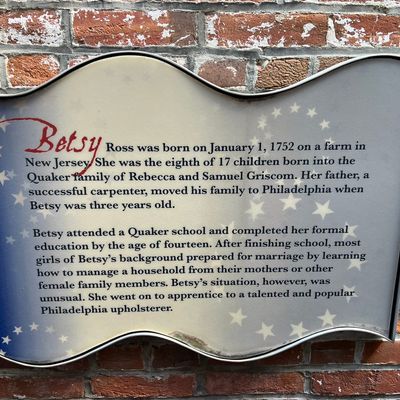 Betsy Ross was born on January 1, 1752 on a farm in
New Jersey. She was the eighth of 17 children born into the
Quaker family of Rebecca and Samuel Griscom. Her father, a
successful carpenter, moved his family to Philadelphia when
Betsy was three years old.
Betsy attended a Quaker school and completed her formal
education by the age of fourteen. After finishing school, most
girls of Betsy's background prepared for marriage by learning
how to manage a household from their mothers or other
female family members. Betsy's situation, however, was
unusual. She went on to apprentice to a talented and popular
Philadelphia upholsterer.